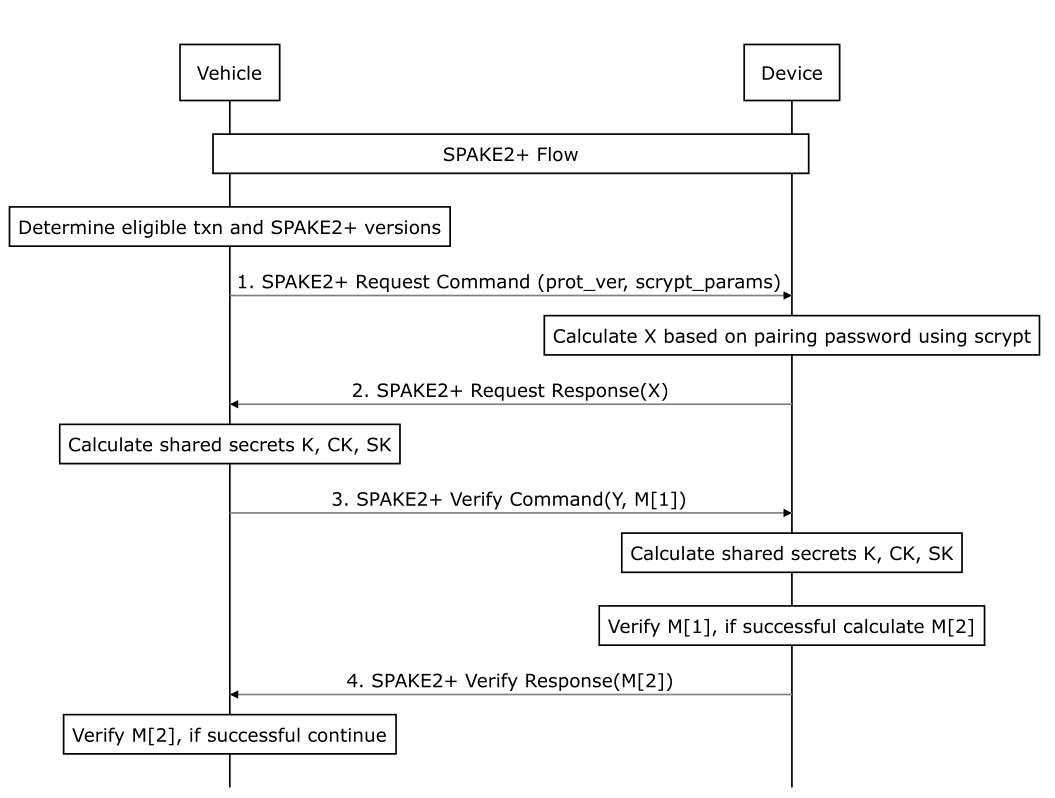 Vehicle
Device
SPAKE2+ Flow
Determine eligible txn and SPAKE2+ versions
1. SPAKE2+ Request Command (prot_ver, scrypt_params)
Calculate X based on pairing password using scrypt
2. SPAKE2+ Request Response(X)
Calculate shared secrets K, CK, SK
3. SPAKE2+ Verify Command(Y, M[1])
Calculate shared secrets K, CK, SK
Verify M[1], if successful calculate M[2]
4. SPAKE2+ Verify Response(M[2])
Verify M[2], if successful continue